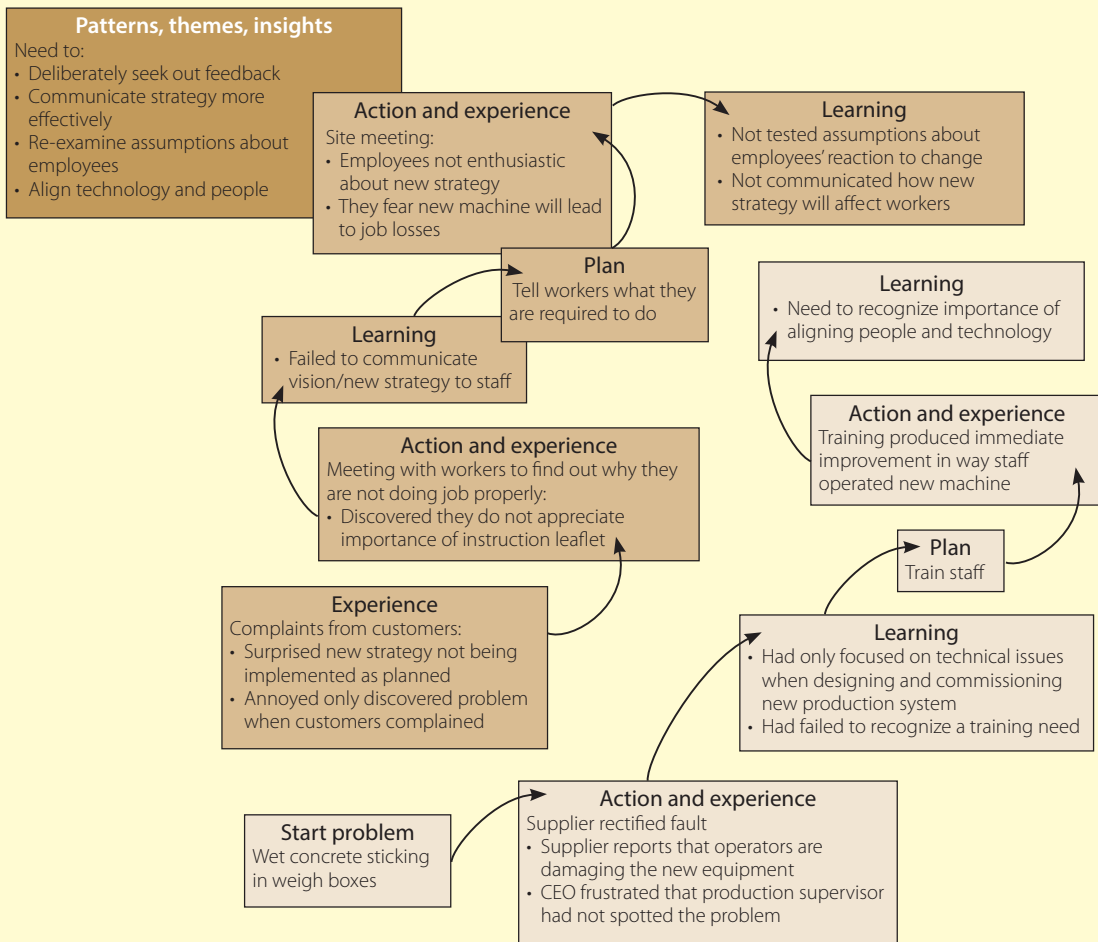 Patterns, themes, insights
Need to:
• Deliberately seek out feedback
• Communicate strategy more
effectively
• Re-examine assumptions about
employees
• Align technology and people
Action and experience
Site meeting:
• Employees not enthusiastic
about new strategy
• They fear new machine will lead
to job losses
Learning
• Not tested assumptions about
employees’ reaction to change
• Not communicated how new
strategy will affect workers
Plan
Tell workers what they
are required to do
Learning
• Failed to communicate
vision/new strategy to staff
Learning
• Need to recognize importance of
aligning people and technology
Action and experience
Meeting with workers to find out why they
are not doing job properly:
• Discovered they do not appreciate
importance of instruction leaflet
Action and experience
Training produced immediate
improvement in way staff
operated new machine
Plan
Train staff
Experience
Complaints from customers:
• Surprised new strategy not being
implemented as planned
• Annoyed only discovered problem
when customers complained
Learning
• Had only focused on technical issues
when designing and commissioning
new production system
• Had failed to recognize a training need
Start problem
Wet concrete sticking
in weigh boxes
Action and experience
Supplier rectified fault
• Supplier reports that operators are
damaging the new equipment
• CEO frustrated that production supervisor
had not spotted the problem